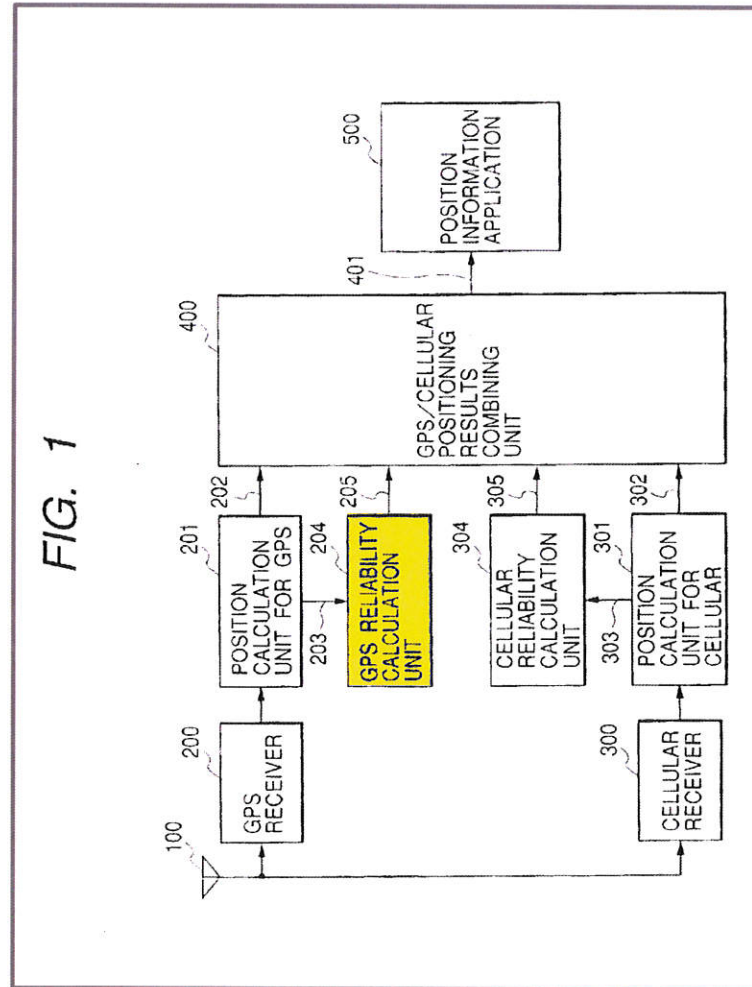 FIG. 1
100
200
GPS
RECEIVER
201
POSITION
CALCULATION
UNIT FOR GPS
202
203
204
GPS RELIABILITY
CALCULATION
UNIT
205
300
CELLULAR
RECEIVER
301
POSITION
CALCULATION
UNIT FOR
CELLULAR
302
303
304
CELLULAR
RELIABILITY
CALCULATION
UNIT
305
400
GPS/CELLULAR
POSITIONING
RESULTS
COMBINING
UNIT
401
500
POSITION
INFORMATION
APPLICATION